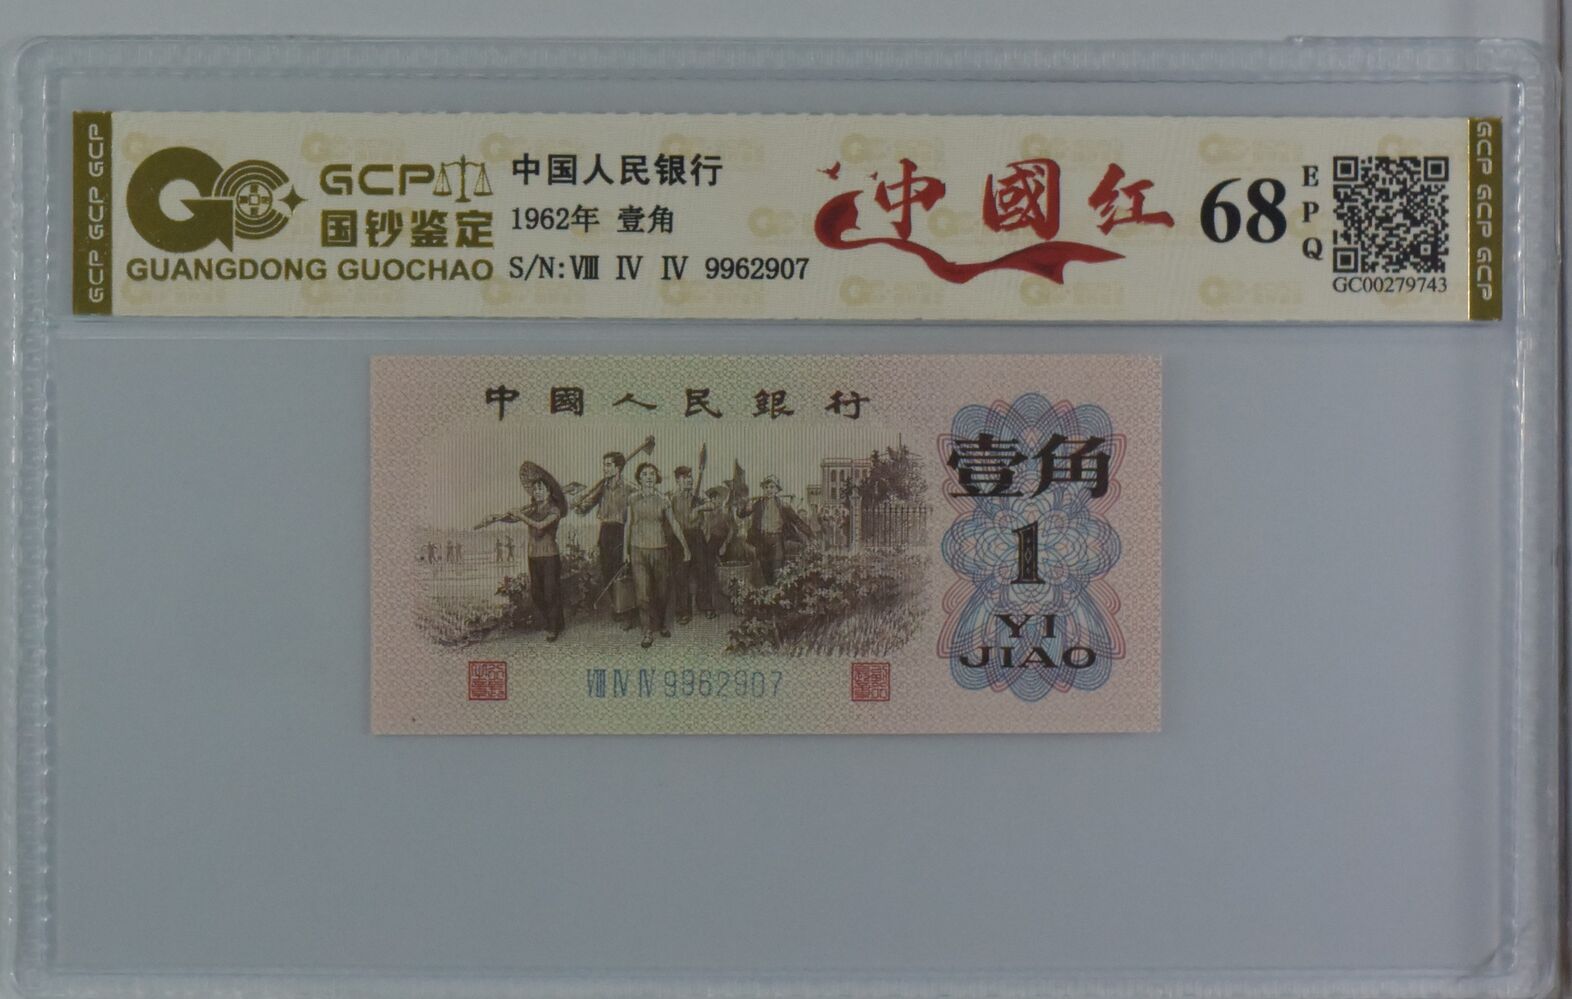 GCP GCP GCP
GCP
国钞鉴定
GUANGDONG GUOCHAO
中国人民银行
1962年 壹角
S/N:Ⅷ Ⅳ Ⅳ 9962907
中國红
68
EPQ
GC00279743
GCP GCP GCP
中國人民銀行
壹角
1
YI
JIAO
Ⅷ Ⅳ Ⅳ 9962907